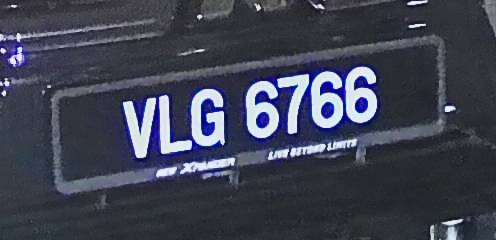 VLG 6766
NEW XPANDER LIVE BEYOND LIMITS